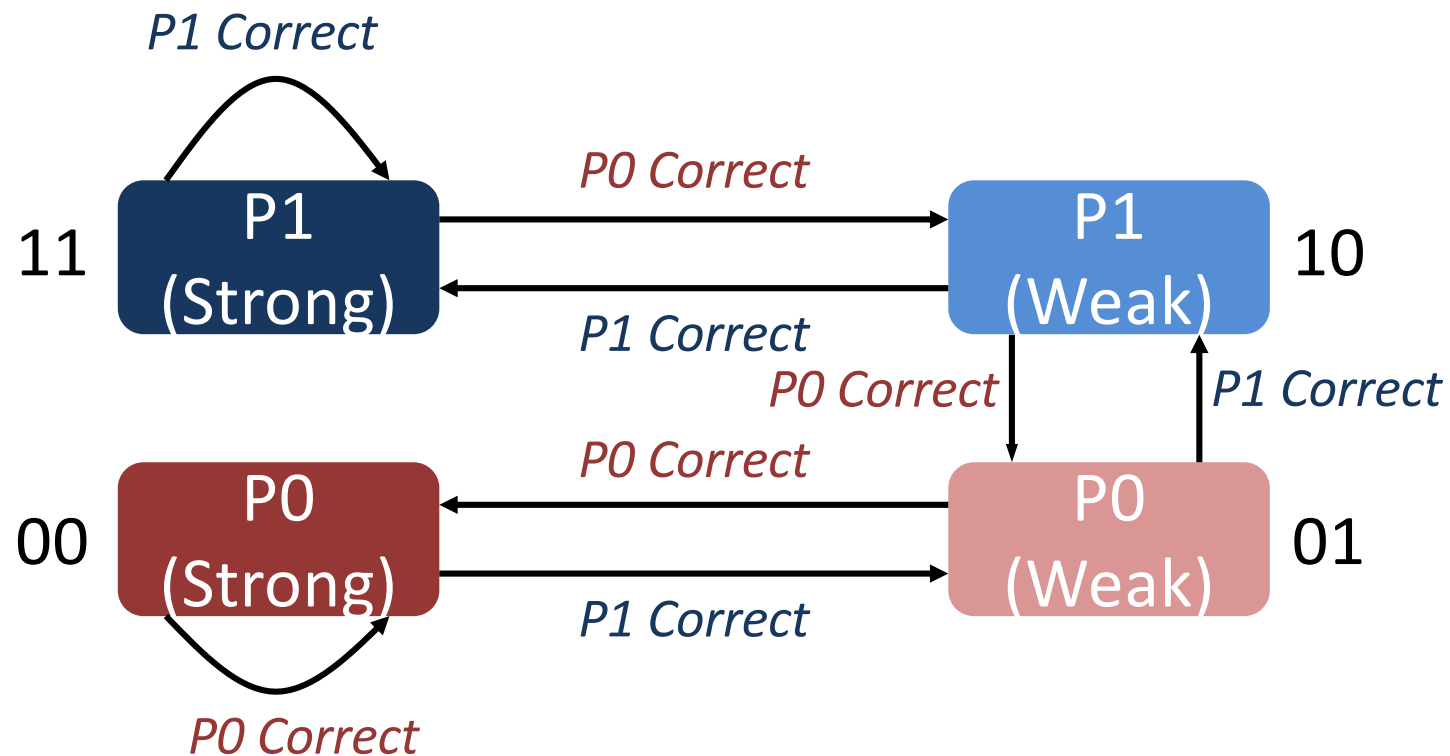 P1 Correct
P0 Correct
11
P1
(Strong)
P1
(Weak)
10
P1 Correct
P0 Correct
P1 Correct
P0 Correct
00
P0
(Strong)
P0
(Weak)
01
P1 Correct
P0 Correct